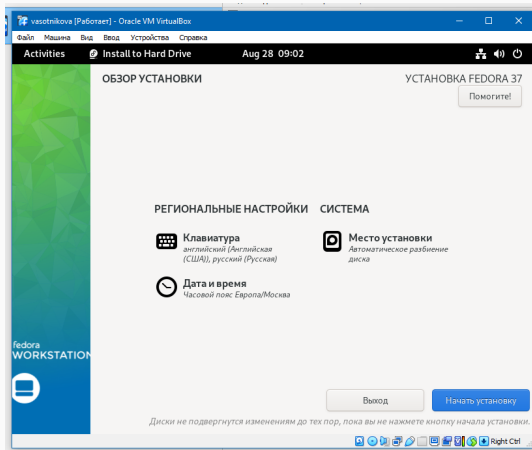 vasotnikova [Работает] - Oracle VM VirtualBox
Файл Машина Вид Ввод Устройства Справка
Activities Install to Hard Drive Aug 28 09:02
ОБЗОР УСТАНОВКИ
УСТАНОВКА FEDORA 37
Помогите!
РЕГИОНАЛЬНЫЕ НАСТРОЙКИ
Клавиатура
английский (Английская
(США)), русский (Русская)
Дата и время
Часовой пояс Европа/Москва
СИСТЕМА
Место установки
Автоматическое разбиение
диска
fedora
WORKSTATION
Выход
Начать установку
Диски не подвергнутся изменениям до тех пор, пока вы не нажмете кнопку начала установки.
Right Ctrl